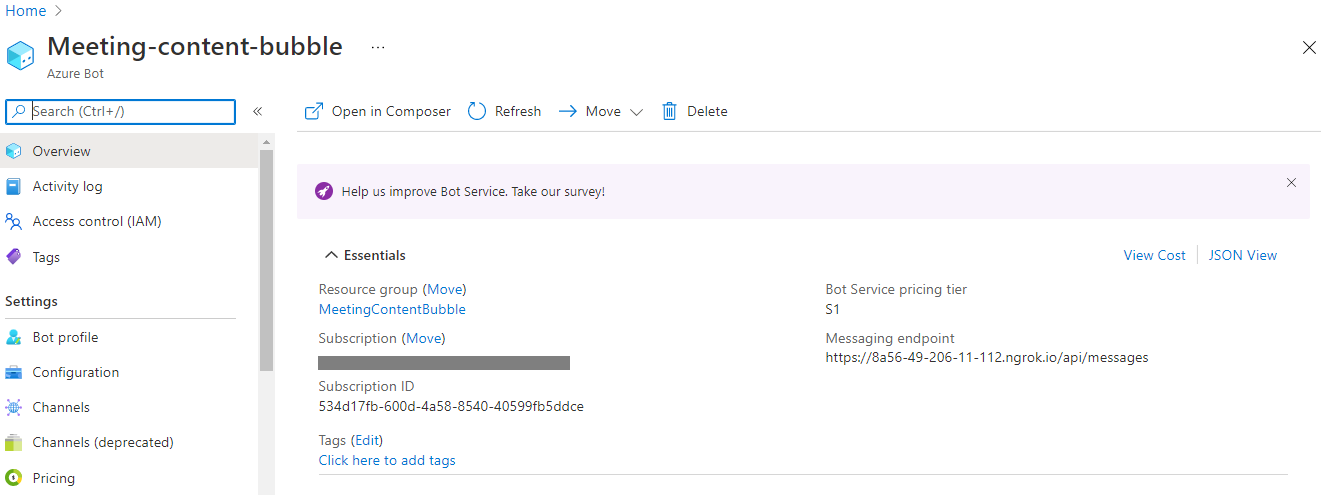 Home >
Meeting-content-bubble ...
Azure Bot
Search (Ctrl+/)
«
Open in Composer Refresh Move Delete
Overview
Activity log
Access control (IAM)
Tags
Settings
Bot profile
Configuration
Channels
Channels (deprecated)
Pricing
Help us improve Bot Service. Take our survey!
Essentials
View Cost JSON View
Resource group (Move)
MeetingContentBubble
Subscription (Move)
Subscription ID
534d17fb-600d-4a58-8540-40599fb5ddce
Tags (Edit)
Click here to add tags
Bot Service pricing tier
S1
Messaging endpoint
https://8a56-49-206-11-112.ngrok.io/api/messages